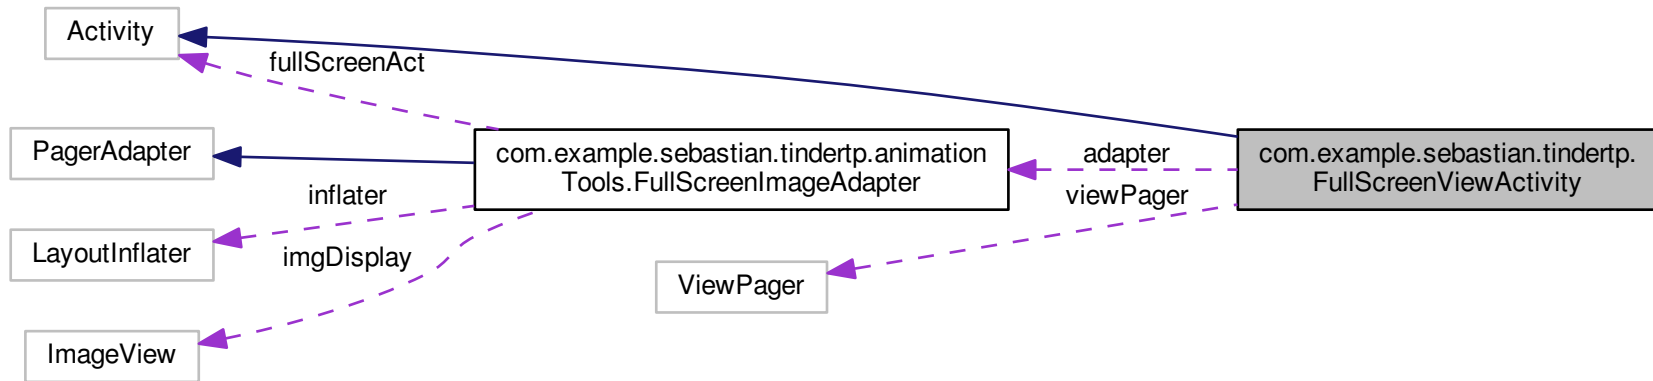 Activity
fullScreenAct
PagerAdapter
com.example.sebastian.tindertp.animation
Tools.FullScreenImageAdapter
adapter
com.example.sebastian.tindertp.
FullScreenViewActivity
inflater
viewPager
LayoutInflater
imgDisplay
ViewPager
ImageView